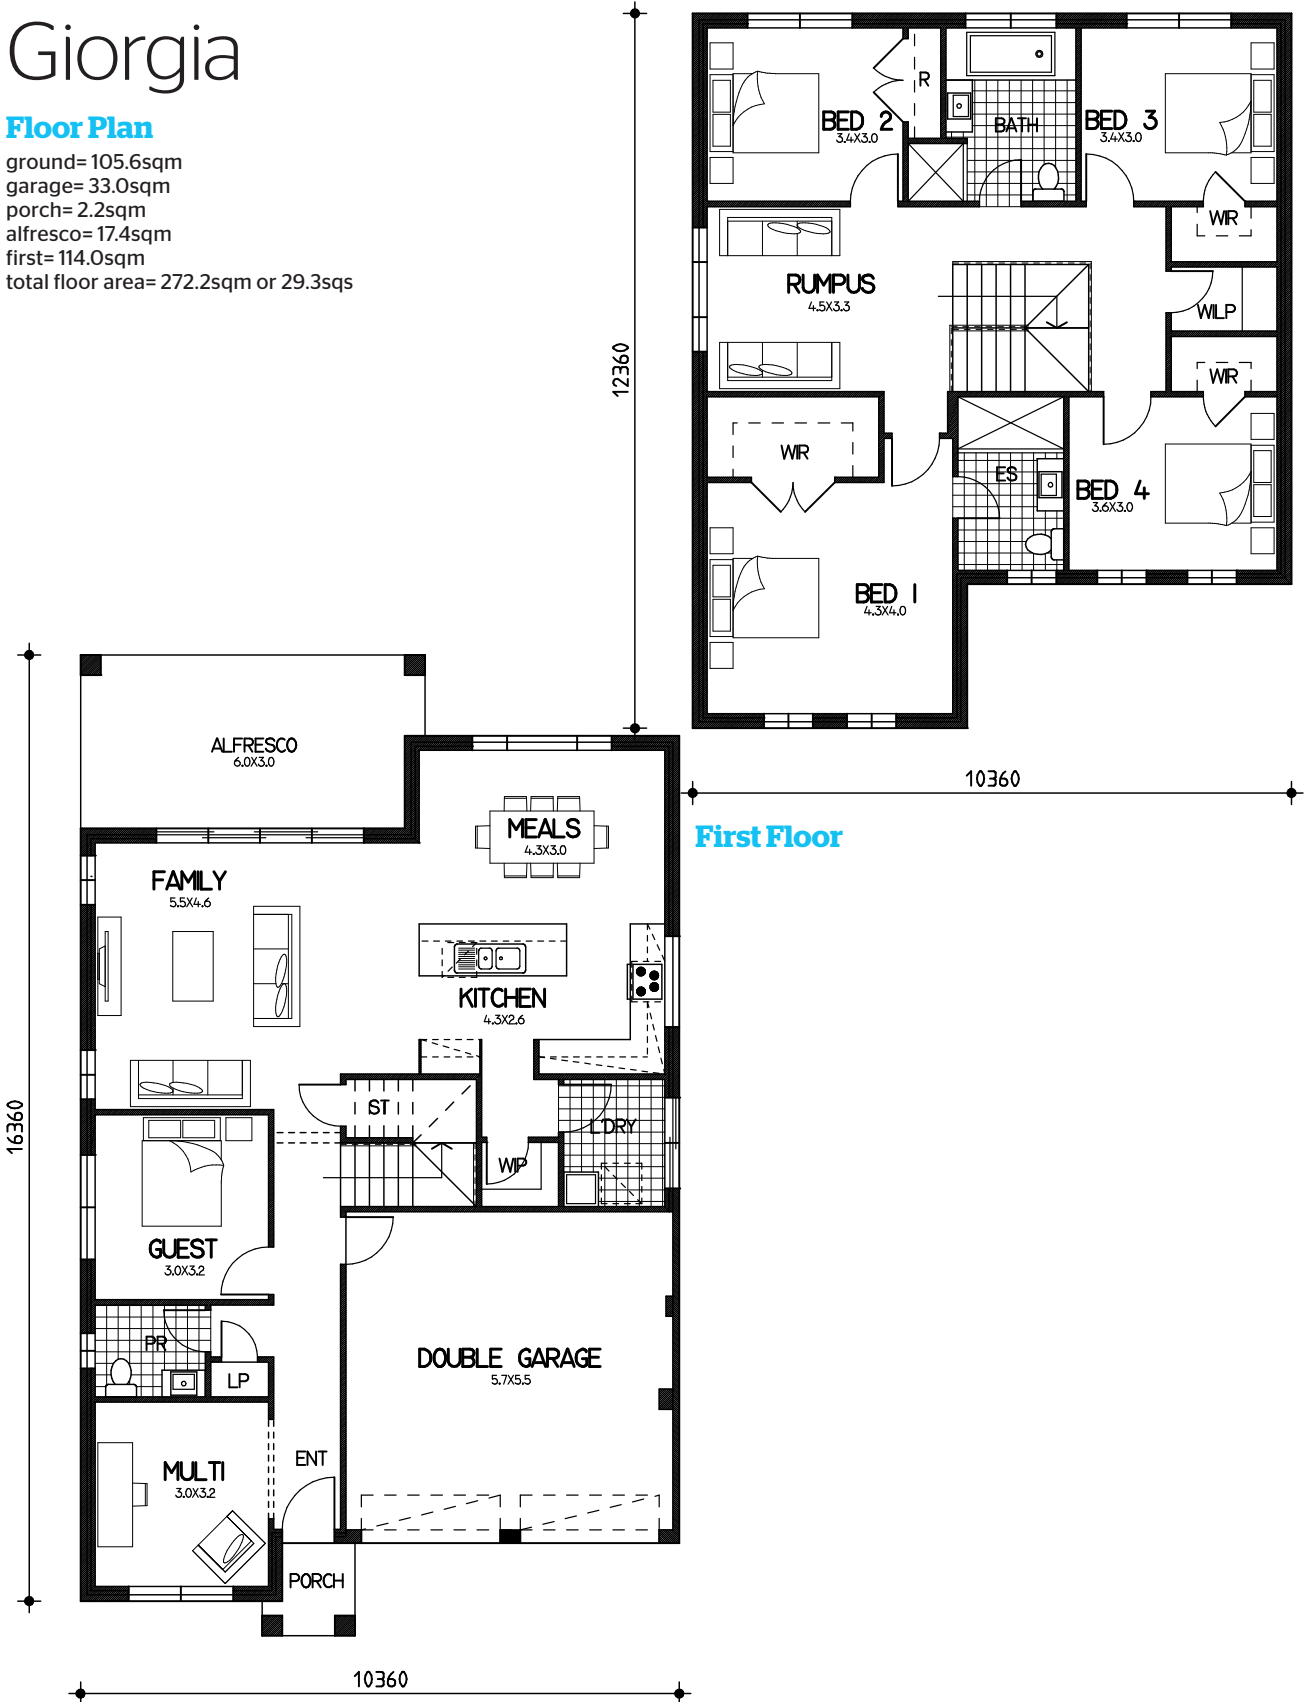 Giorgia
Floor Plan
ground= 105.6sqm
garage= 33.0sqm
porch= 2.2sqm
alfresco= 17.4sqm
first= 114.0sqm
total floor area= 272.2sqm or 29.3sqs
12360
BED 2
3.4X3.0
R
BATH
BED 3
3.4X3.0
WIR
RUMPUS
4.5X3.3
WILP
WIR
WIR
ES
BED 4
3.6X3.0
BED 1
4.3X4.0
10360
First Floor
16360
ALFRESCO
6.0X3.0
MEALS
4.3X3.0
FAMILY
5.5X4.6
KITCHEN
4.3X2.6
ST
L'DRY
WIP
GUEST
3.0X3.2
PR
LP
DOUBLE GARAGE
5.7X5.5
ENT
MULTI
3.0X3.2
PORCH
10360